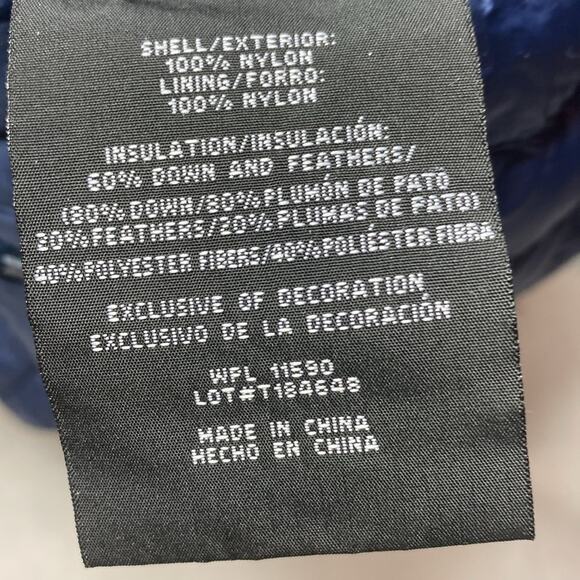 SHELL/EXTERIOR:
100% NYLON
LINING/FORRO:
100% NYLON
INSULATION/INSULACIÓN:
60% DOWN AND FEATHERS/
(80% DOWN/80% PLUMÓN DE PATO
20% FEATHERS/20% PLUMAS DE PATO)
40% POLYESTER FIBERS/40% POLIÉSTER FIBRA
EXCLUSIVE OF DECORATION
EXCLUSIVO DE LA DECORACIÓN
WPL 11590
LOT#T184648
MADE IN CHINA
HECHO EN CHINA